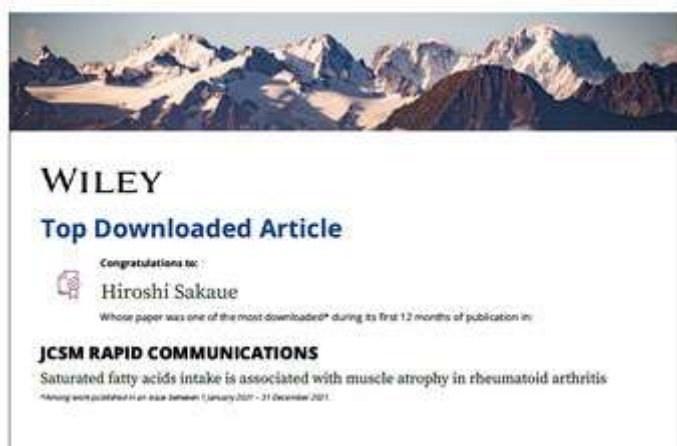 WILEY
Top Downloaded Article
Congratulations to:
Hiroshi Sakaue
Whose paper was one of the most downloaded* during its first 12 months of publication in:
JCSM RAPID COMMUNICATIONS
Saturated fatty acids intake is associated with muscle atrophy in rheumatoid arthritis
*Among work published in an issue between 1 January 2021 – 31 December 2021.